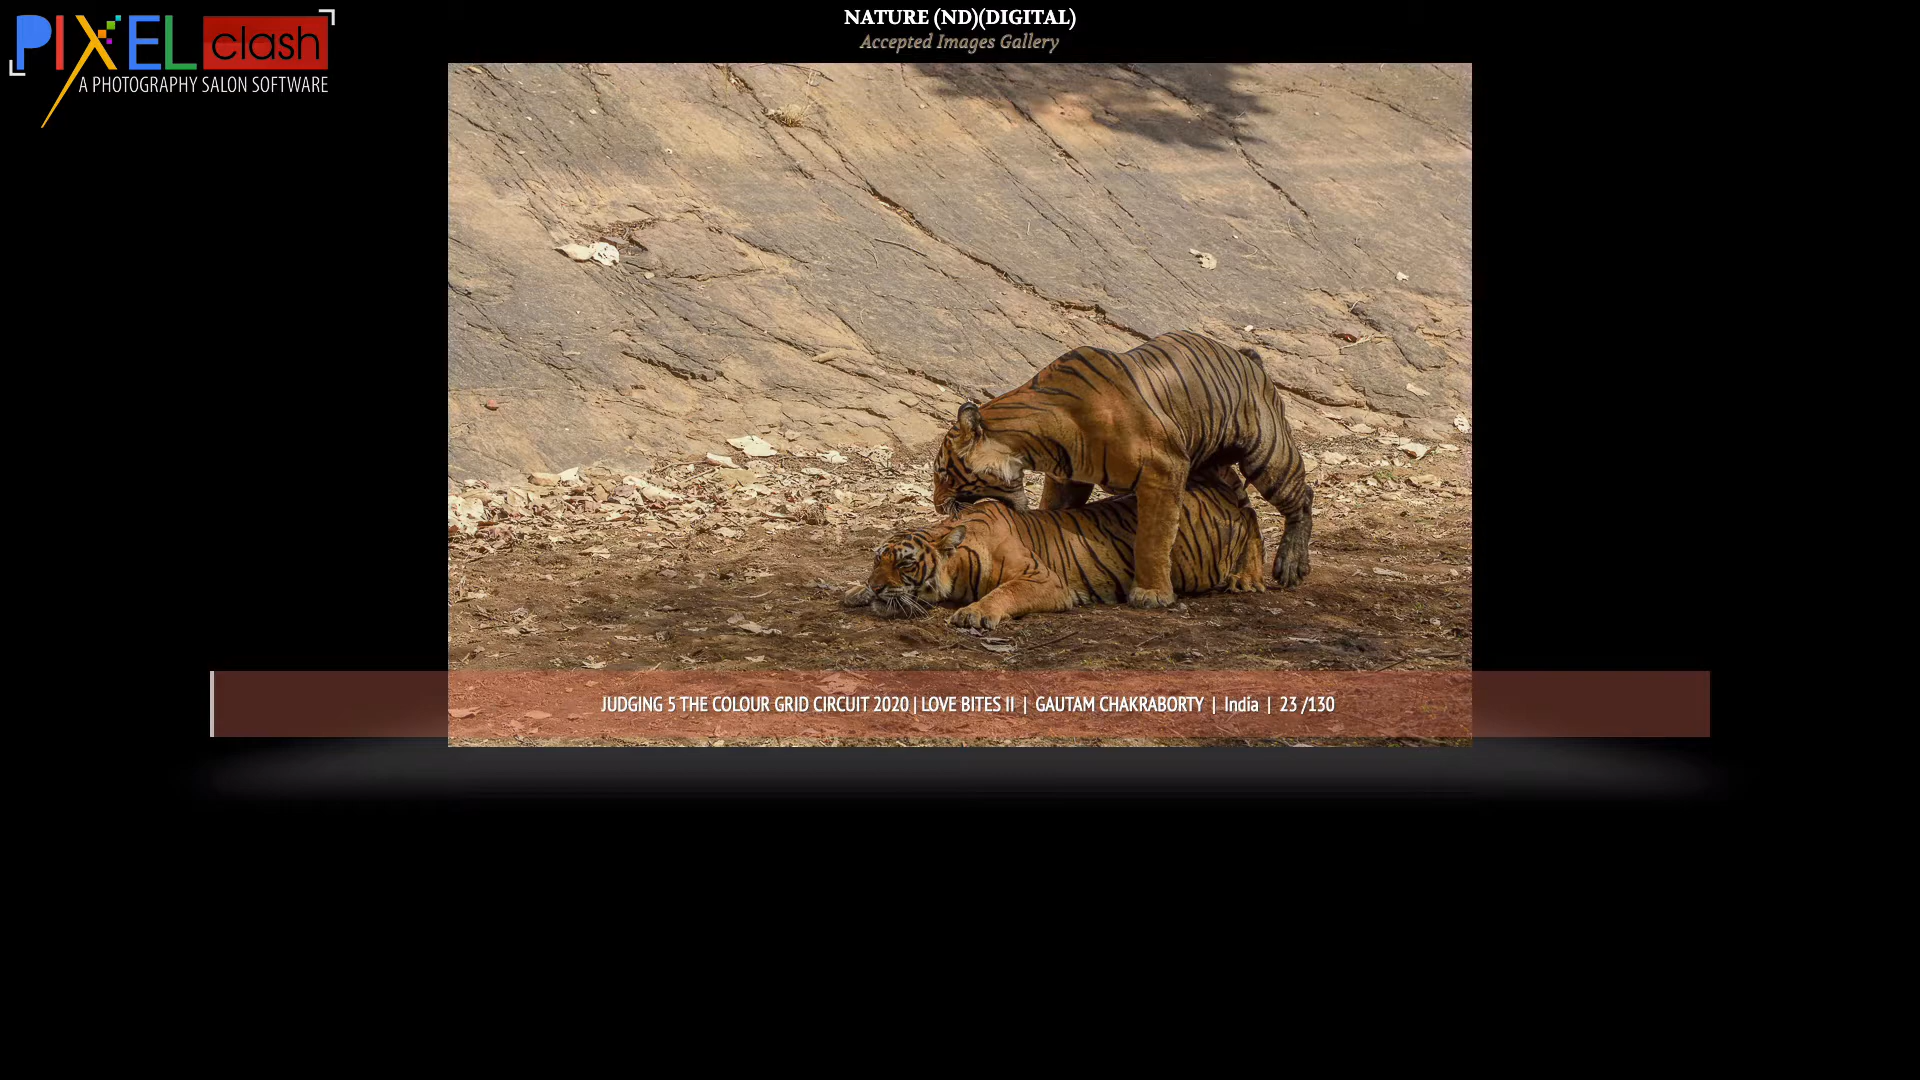 PIXEL clash
A PHOTOGRAPHY SALON SOFTWARE
NATURE (ND)(DIGITAL)
Accepted Images Gallery
JUDGING 5 THE COLOUR GRID CIRCUIT 2020 | LOVE BITES II | GAUTAM CHAKRABORTY | India | 23 /130